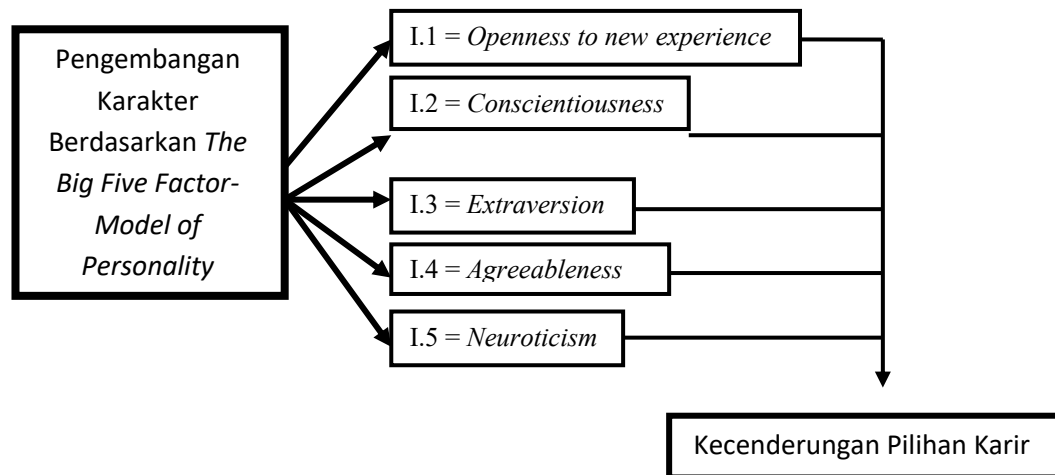 Pengembangan
Karakter
Berdasarkan The
Big Five Factor-
Model of
Personality
I.1 = Openness to new experience
I.2 = Conscientiousness
I.3 = Extraversion
I.4 = Agreeableness
I.5 = Neuroticism
Kecenderungan Pilihan Karir